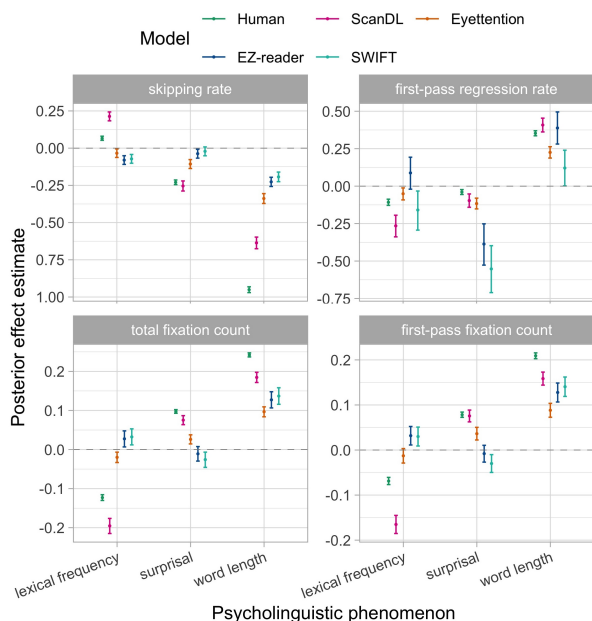 Model
Human ScanDL Eyettention
EZ-reader SWIFT
skipping rate
first-pass regression rate
0.25
0.00
-0.25
-0.50
0.75
1.00
0.50
0.25
0.00
-0.25
-0.50
-0.75
total fixation count
first-pass fixation count
0.2
0.1
0.0
-0.1
-0.2
0.2
0.1
0.0
-0.1
-0.2
lexical frequency surprisal word length
lexical frequency surprisal word length
Posterior effect estimate
Psycholinguistic phenomenon